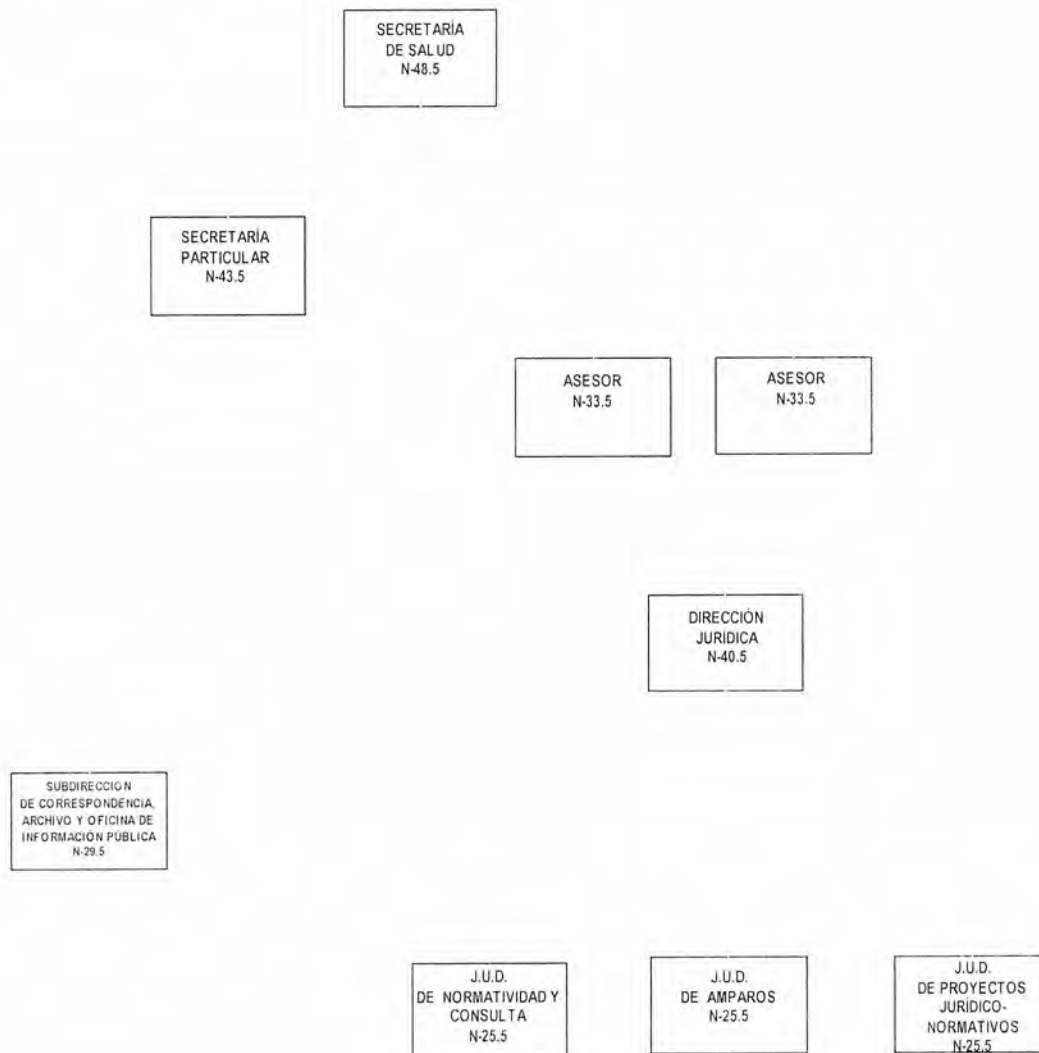 SECRETARÍA
DE SALUD
N-48.5
SECRETARÍA
PARTICULAR
N-43.5
ASESOR
N-33.5
ASESOR
N-33.5
DIRECCIÓN
JURÍDICA
N-40.5
SUBDIRECCIÓN
DE CORRESPONDENCIA,
ARCHIVO Y OFICINA DE
INFORMACIÓN PÚBLICA
N-29.5
J.U.D.
DE NORMATIVIDAD Y
CONSULTA
N-25.5
J.U.D.
DE AMPAROS
N-25.5
J.U.D.
DE PROYECTOS
JURÍDICO-
NORMATIVOS
N-25.5